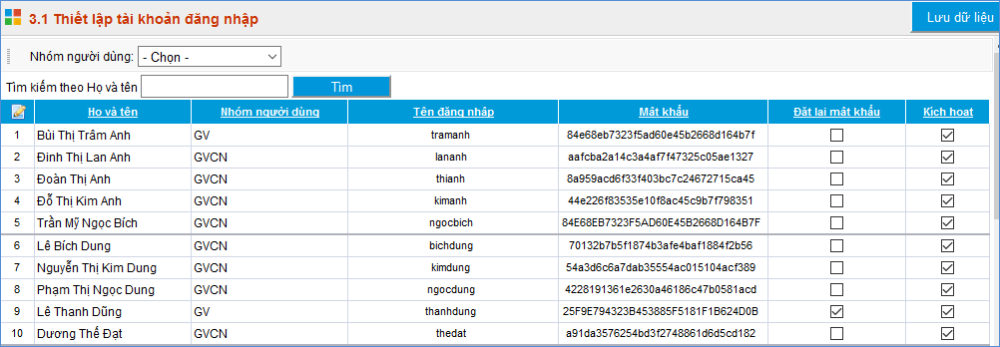 3.1 Thiết lập tài khoản đăng nhập
Lưu dữ liệu
Nhóm người dùng: - Chọn -
Tìm kiếm theo Họ và tên Tìm
Họ và tên Nhóm người dùng Tên đăng nhập Mật khẩu Đặt lại mật khẩu Kích hoạt
1 Bùi Thị Trâm Anh GV tramanh 84e68eb7323f5ad60e45b2668d164b7f
2 Đinh Thị Lan Anh GVCN lananh aafcba2a14c3a4af7f47325c05ae1327
3 Đoàn Thị Anh GVCN thianh 8a959acd6f33f403bc7c24672715ca45
4 Đỗ Thị Kim Anh GVCN kimanh 44e226f83535e10f8ac45c9b7f798351
5 Trần Mỹ Ngọc Bích GVCN ngocbich 84E68EB7323F5AD60E45B2668D164B7F
6 Lê Bích Dung GVCN bichdung 70132b7b5f1874b3afe4baf1884f2b56
7 Nguyễn Thị Kim Dung GVCN kimdung 54a3d6c6a7dab35554ac015104acf389
8 Phạm Thị Ngọc Dung GVCN ngocdung 4228191361e2630a46186c47b0581acd
9 Lê Thanh Dũng GV thanhdung 25F9E794323B453885F5181F1B624D0B
10 Dương Thế Đạt GVCN thedat a91da3576254bd3f2748861d6d5cd182